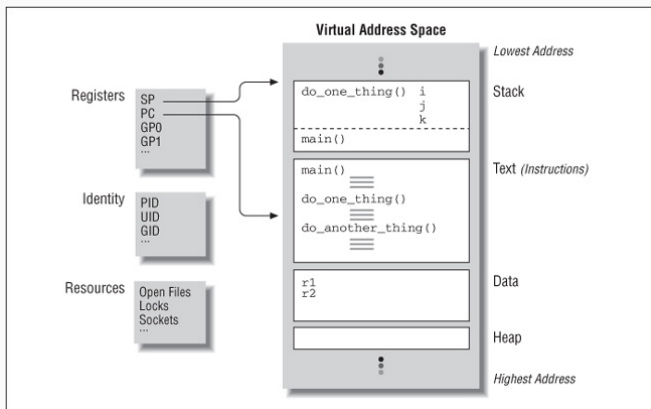 Virtual Address Space
Lowest Address
Registers
SP
PC
GP0
GP1
...
Identity
PID
UID
GID
...
Resources
Open Files
Locks
Sockets
...
do_one_thing() i
j
k
main()
Stack
main()
do_one_thing()
do_another_thing()
Text (Instructions)
r1
r2
Data
Heap
Highest Address